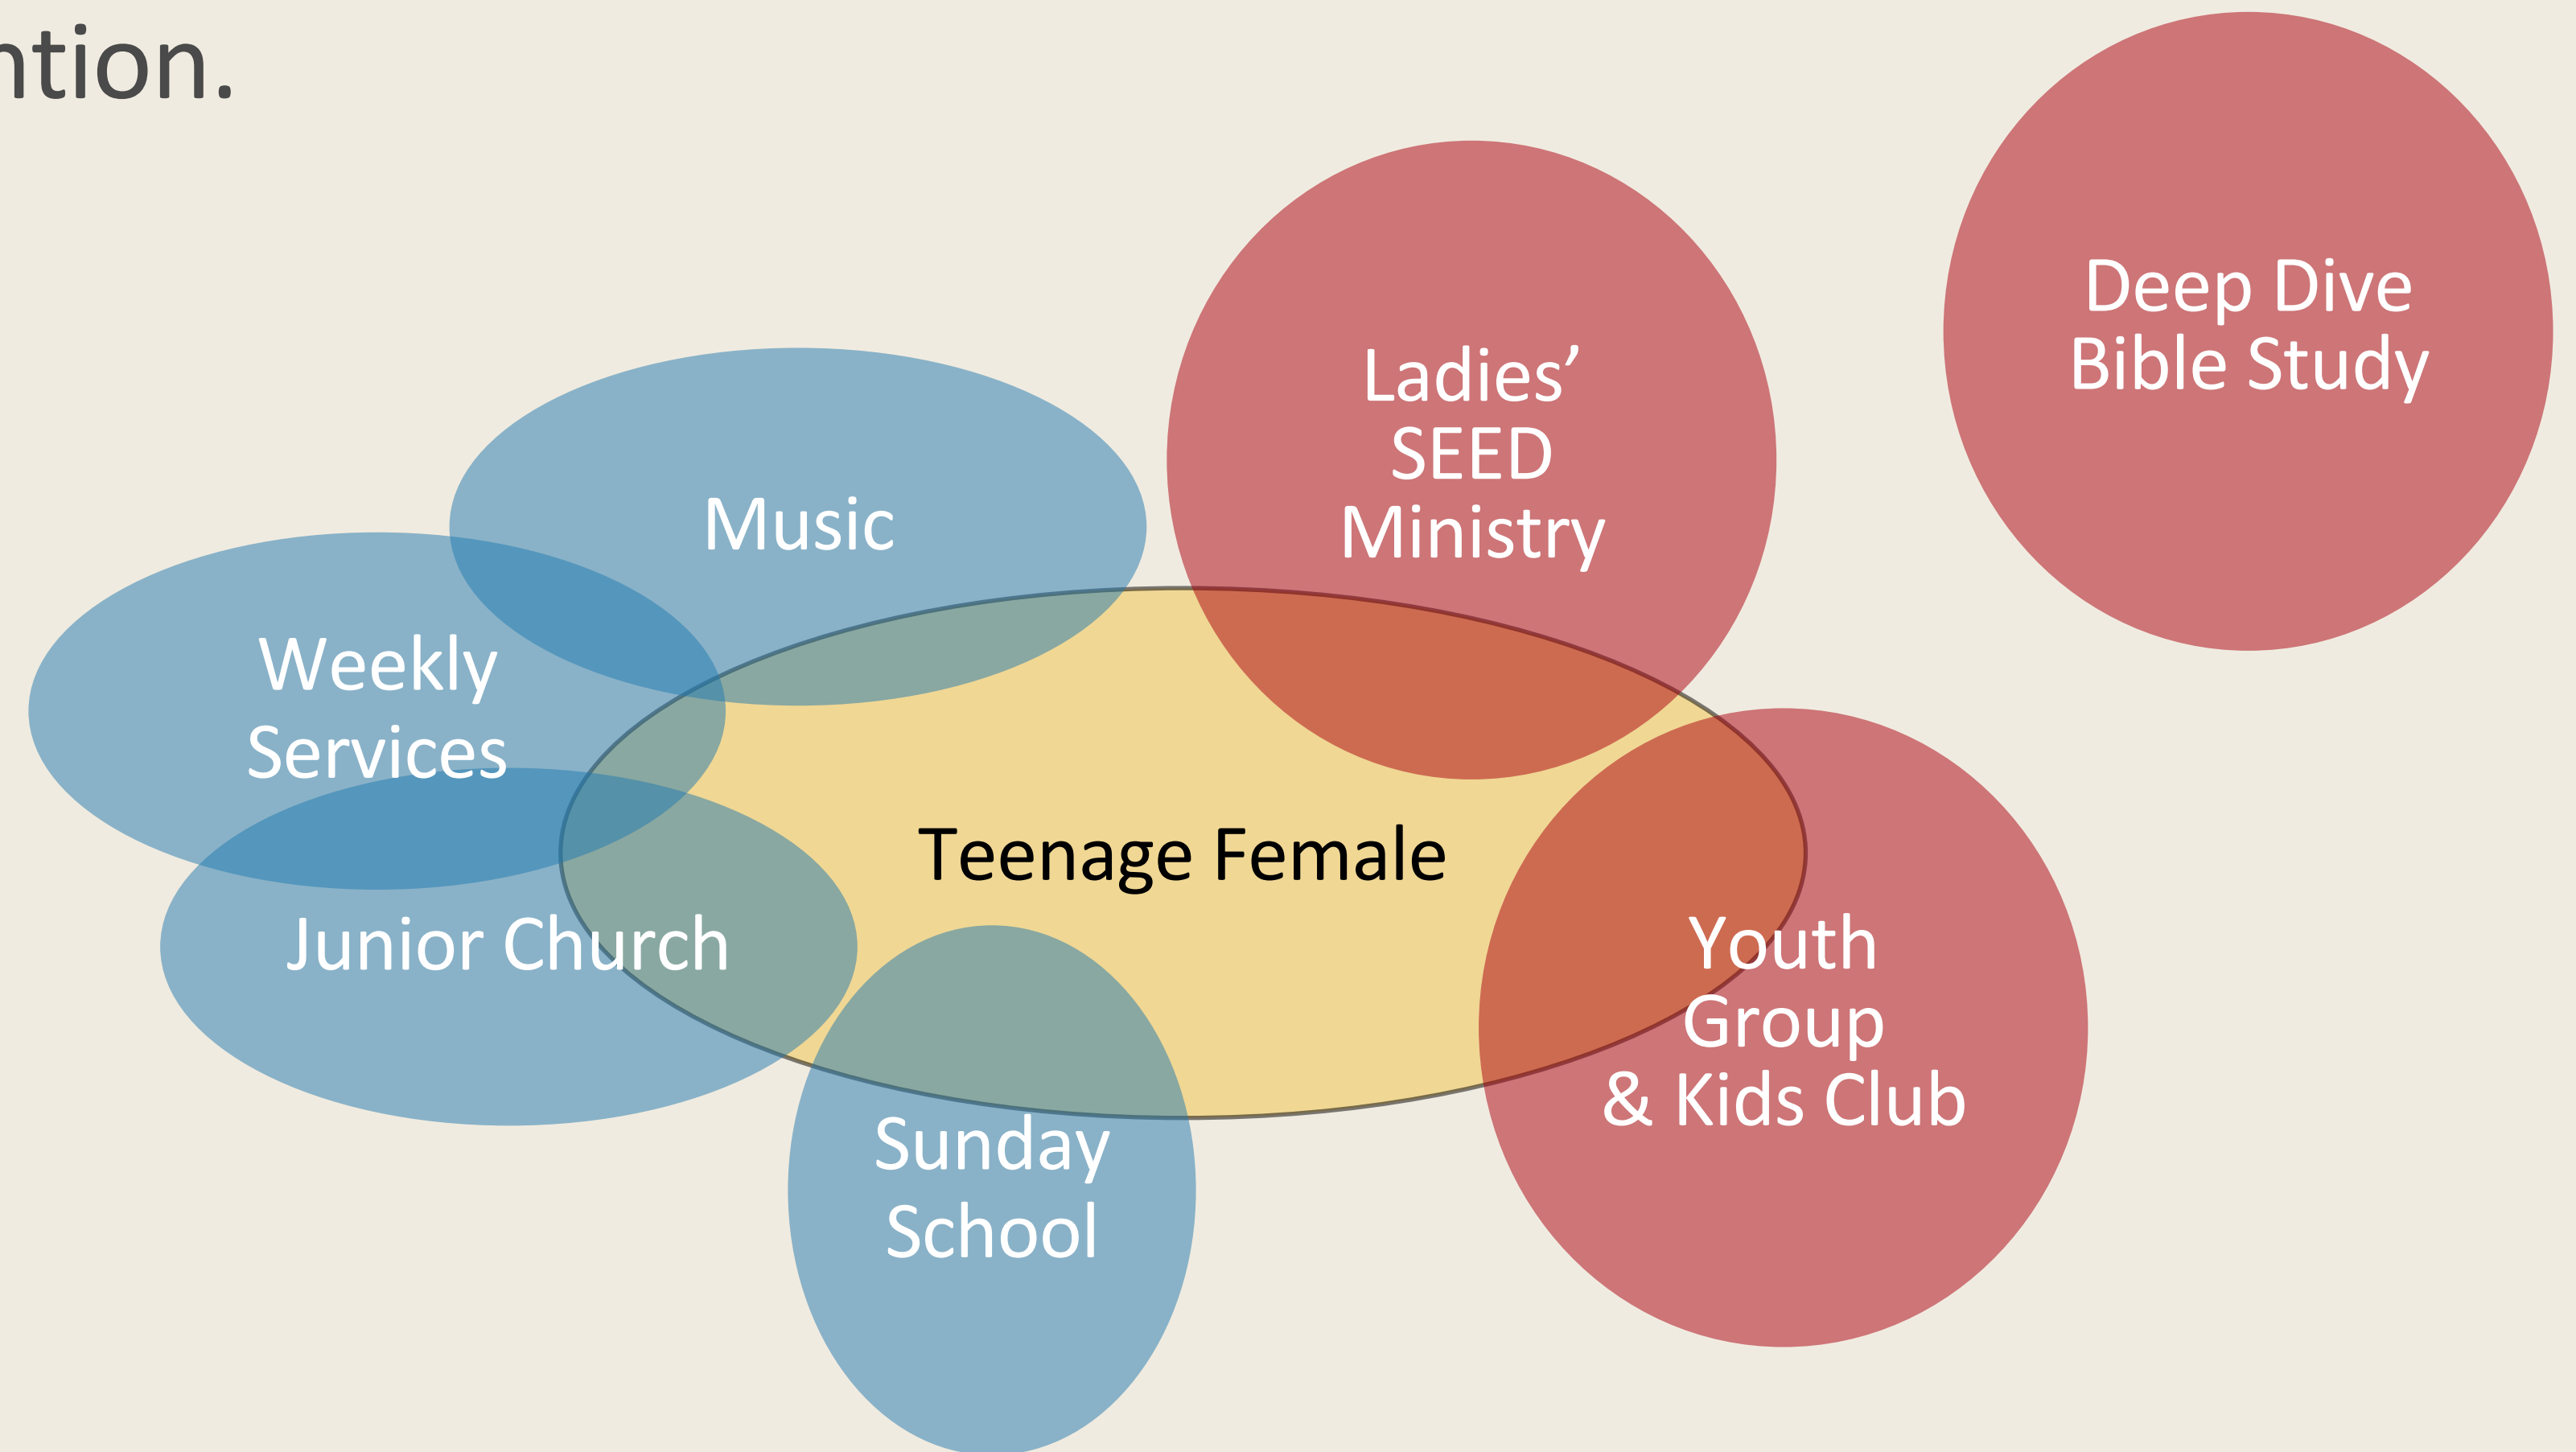 ntion.
Deep Dive
Bible Study
Ladies’
SEED
Ministry
Music
Weekly
Services
Teenage Female
Junior Church
Youth
Group
& Kids Club
Sunday
School